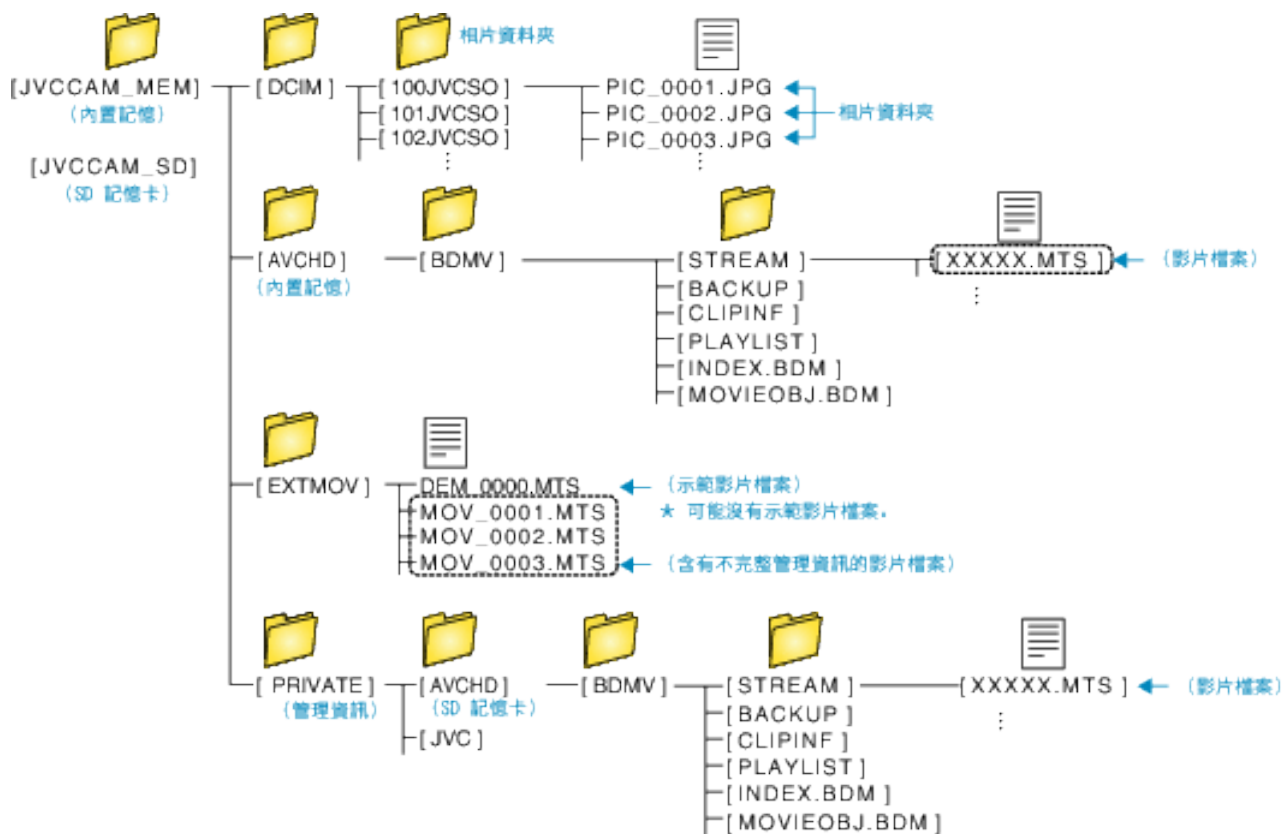 相片資料夾
[JVCCAM_MEM] [DCIM] [100JVCSO] PIC_0001.JPG
(內置記憶) [101JVCSO] PIC_0002.JPG 相片資料夾
[102JVCSO] PIC_0003.JPG
[JVCCAM_SD]
(SD 記憶卡)
[AVCHD] [BDMV] [STREAM] [XXXXX.MTS] (影片檔案)
(內置記憶) [BACKUP]
[CLIPINF]
[PLAYLIST]
[INDEX.BDM]
[MOVIEOBJ.BDM]
[EXTMOV] DEM_0000.MTS (示範影片檔案)
MOV_0001.MTS * 可能沒有示範影片檔案。
MOV_0002.MTS
MOV_0003.MTS (含有不完整管理資訊的影片檔案)
[PRIVATE] [AVCHD] [BDMV] [STREAM] [XXXXX.MTS] (影片檔案)
(管理資訊) (SD 記憶卡) [BACKUP]
[JVC] [CLIPINF]
[PLAYLIST]
[INDEX.BDM]
[MOVIEOBJ.BDM]